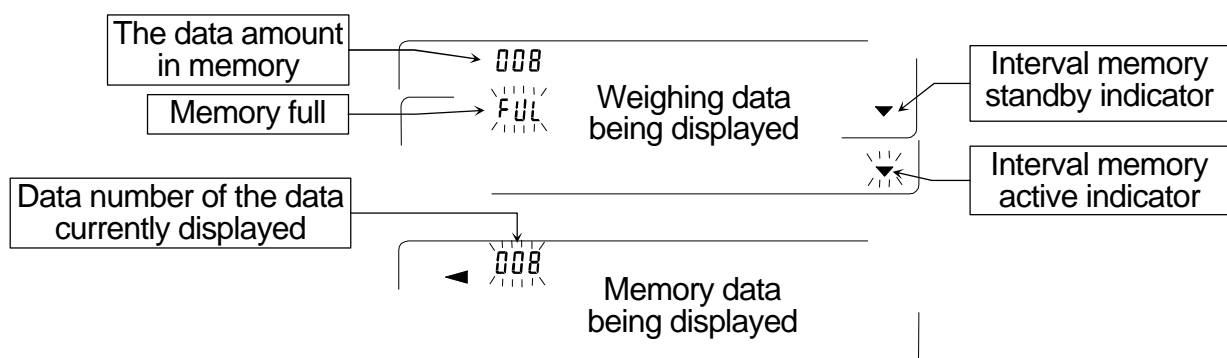 The data amount
in memory
008
Memory full
FUL
Weighing data
being displayed
Interval memory
standby indicator
Interval memory
active indicator
Data number of the data
currently displayed
008
Memory data
being displayed